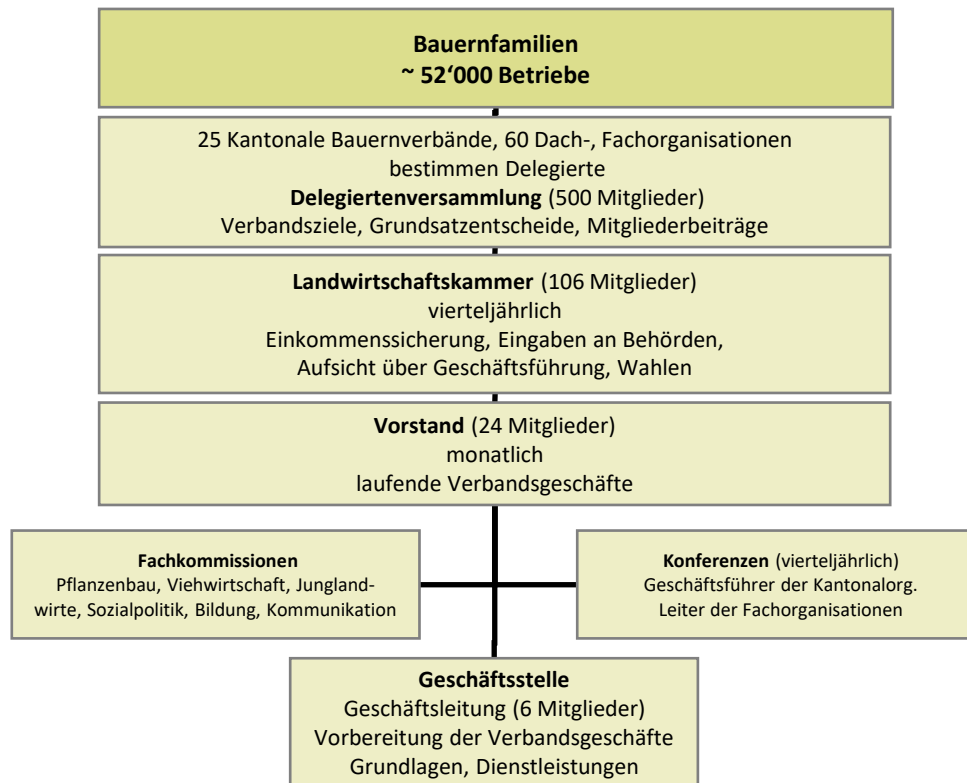 Bauernfamilien
~ 52‘000 Betriebe
25 Kantonale Bauernverbände, 60 Dach-, Fachorganisationen
bestimmen Delegierte
Delegiertenversammlung (500 Mitglieder)
Verbandsziele, Grundsatzentscheide, Mitgliederbeiträge
Landwirtschaftskammer (106 Mitglieder)
vierteljährlich
Einkommenssicherung, Eingaben an Behörden,
Aufsicht über Geschäftsführung, Wahlen
Vorstand (24 Mitglieder)
monatlich
laufende Verbandsgeschäfte
Fachkommissionen
Pflanzenbau, Viehwirtschaft, Jungland-
wirte, Sozialpolitik, Bildung, Kommunikation
Konferenzen (vierteljährlich)
Geschäftsführer der Kantonalorg.
Leiter der Fachorganisationen
Geschäftsstelle
Geschäftsleitung (6 Mitglieder)
Vorbereitung der Verbandsgeschäfte
Grundlagen, Dienstleistungen